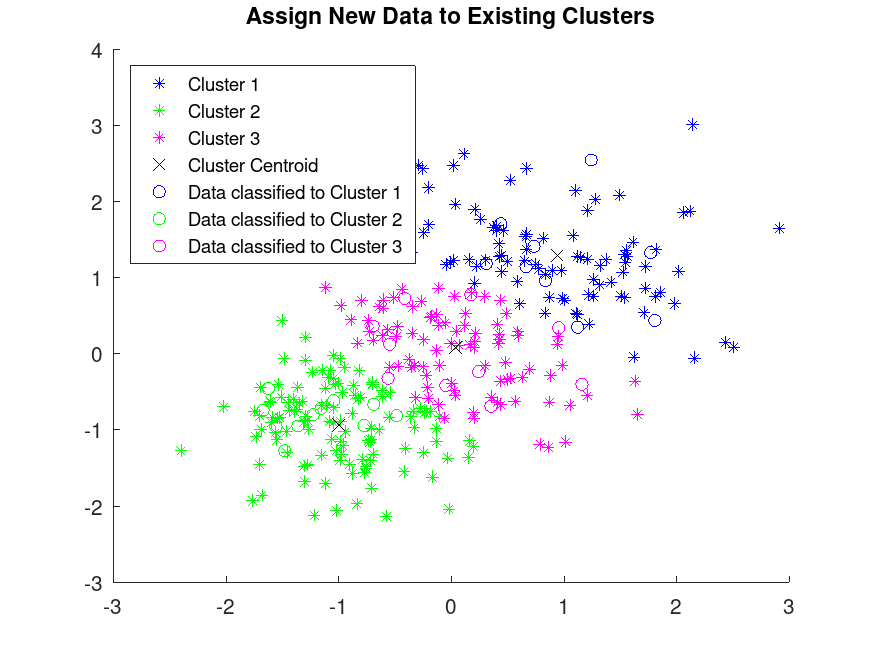 Assign New Data to Existing Clusters
4
3
2
1
0
-1
-2
-3
Cluster 1
Cluster 2
Cluster 3
Cluster Centroid
Data classified to Cluster 1
Data classified to Cluster 2
Data classified to Cluster 3
-3 -2 -1 0 1 2 3